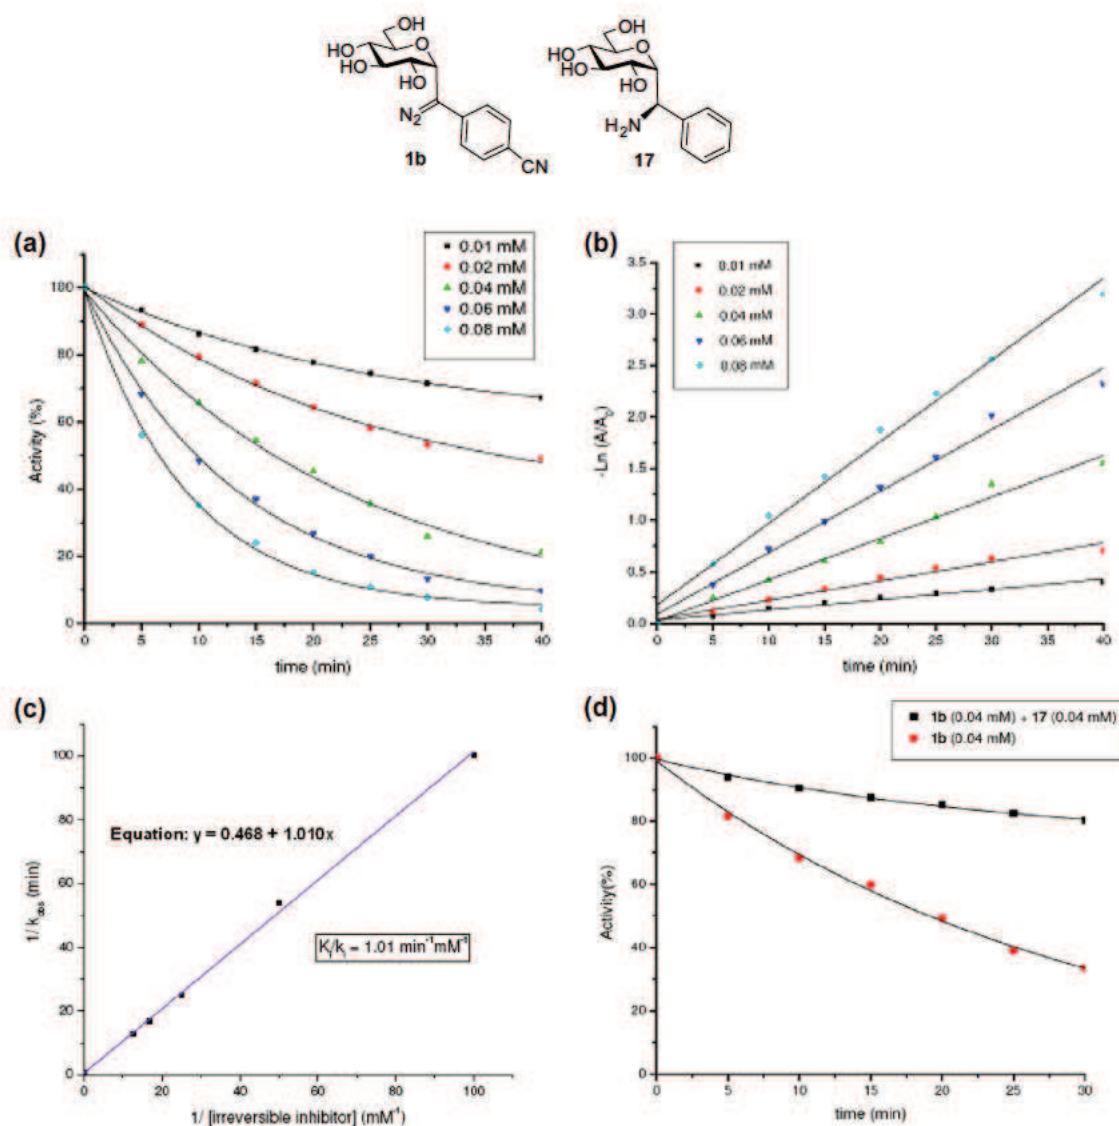 OH
HO
O
HO
HO
N2
CN
1b
OH
HO
O
HO
HO
H2N
17
(a)
0.01 mM
0.02 mM
0.04 mM
0.06 mM
0.08 mM
100
80
60
40
20
0
Activity (%)
0 5 10 15 20 25 30 35 40
time (min)
(b)
0.01 mM
0.02 mM
0.04 mM
0.06 mM
0.08 mM
3.5
3.0
2.5
2.0
1.5
1.0
0.5
0.0
-Ln (A/A0)
0 5 10 15 20 25 30 35 40
time (min)
(c)
100
80
60
40
20
0
1/ kobs (min)
Equation: y = 0.468 + 1.010x
Ki/ki = 1.01 min-1mM-1
0 20 40 60 80 100
1/ [irreversible inhibitor] (mM-1)
(d)
1b (0.04 mM) + 17 (0.04 mM)
1b (0.04 mM)
100
80
60
40
20
0
Activity(%)
0 5 10 15 20 25 30
time (min)